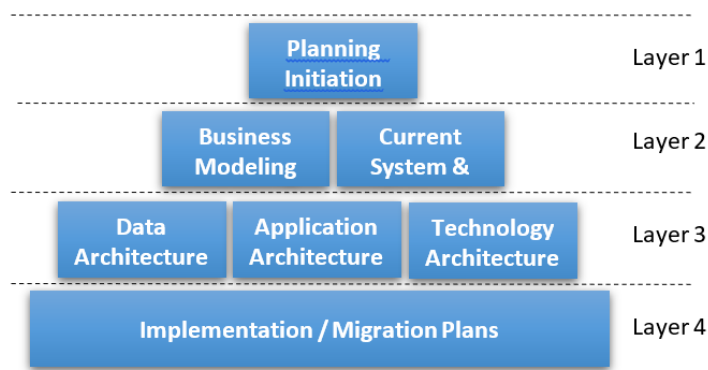 Planning
Initiation
Layer 1
Business
Modeling
Current
System &
Layer 2
Data
Architecture
Application
Architecture
Technology
Architecture
Layer 3
Implementation / Migration Plans
Layer 4